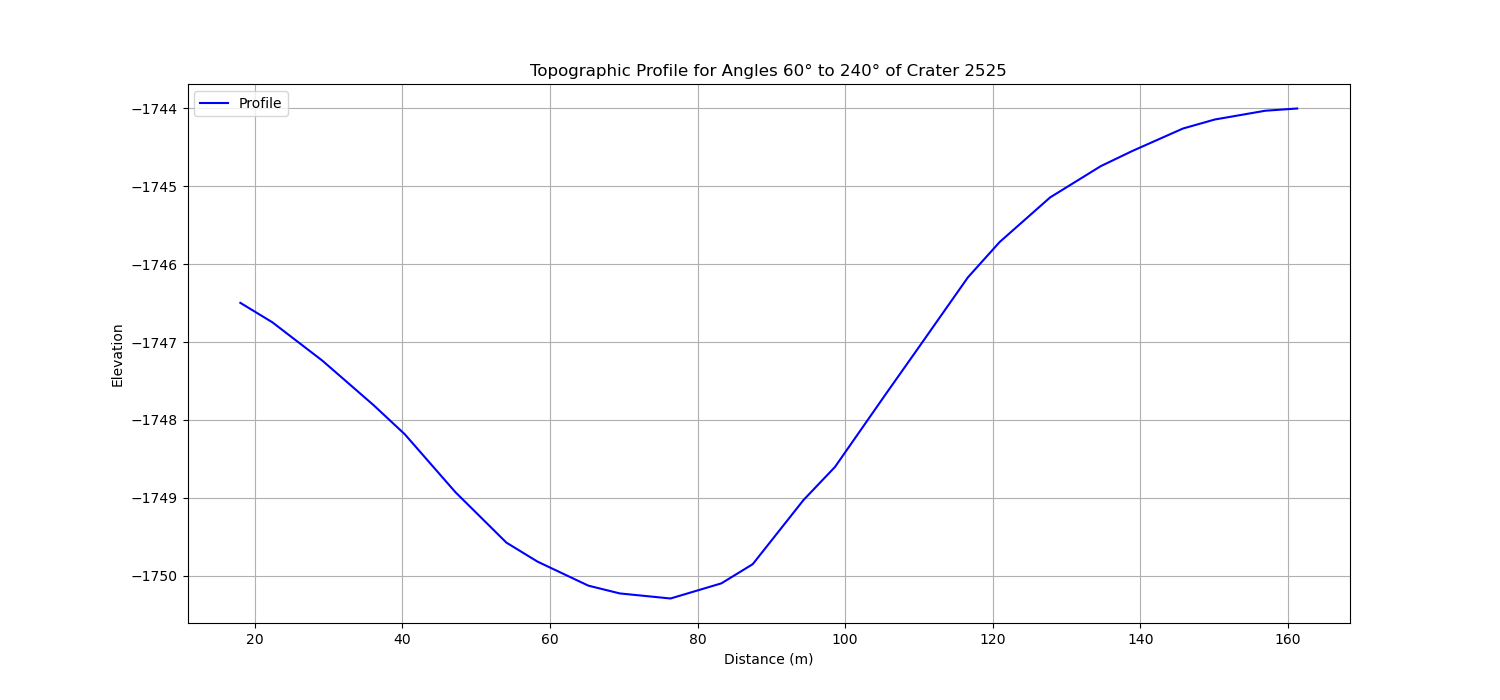 Topographic Profile for Angles 60° to 240° of Crater 2525
Profile
−1744
−1745
−1746
−1747
−1748
−1749
−1750
Elevation
20 40 60 80 100 120 140 160
Distance (m)